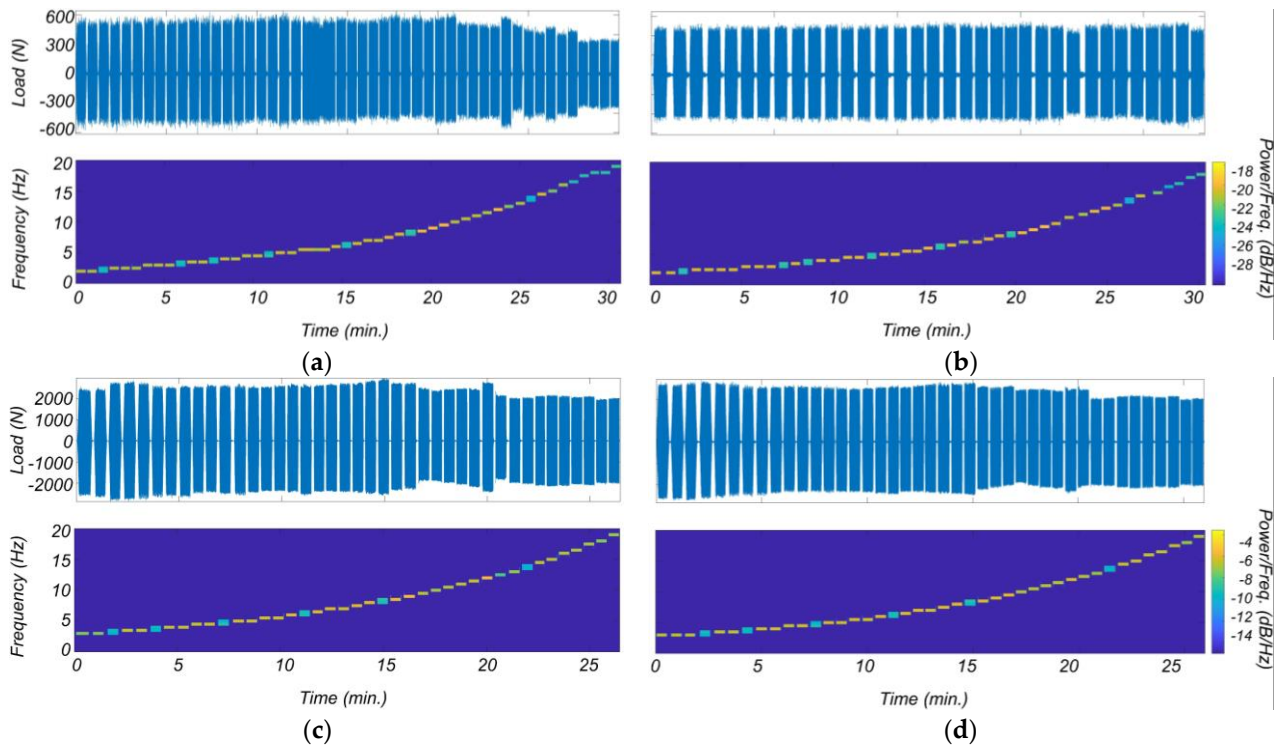 600
300
0
-300
-600
Load (N)
20
15
10
5
0
Frequency (Hz)
0 5 10 15 20 25 30
Time (min.)
(a)
0 5 10 15 20 25 30
Time (min.)
(b)
-18
-20
-22
-24
-26
-28
Power/Freq. (dB/Hz)
2000
1000
0
-1000
-2000
Load (N)
20
15
10
5
0
Frequency (Hz)
0 5 10 15 20 25
Time (min.)
(c)
0 5 10 15 20 25
Time (min.)
(d)
-4
-6
-8
-10
-12
-14
Power/Freq. (dB/Hz)